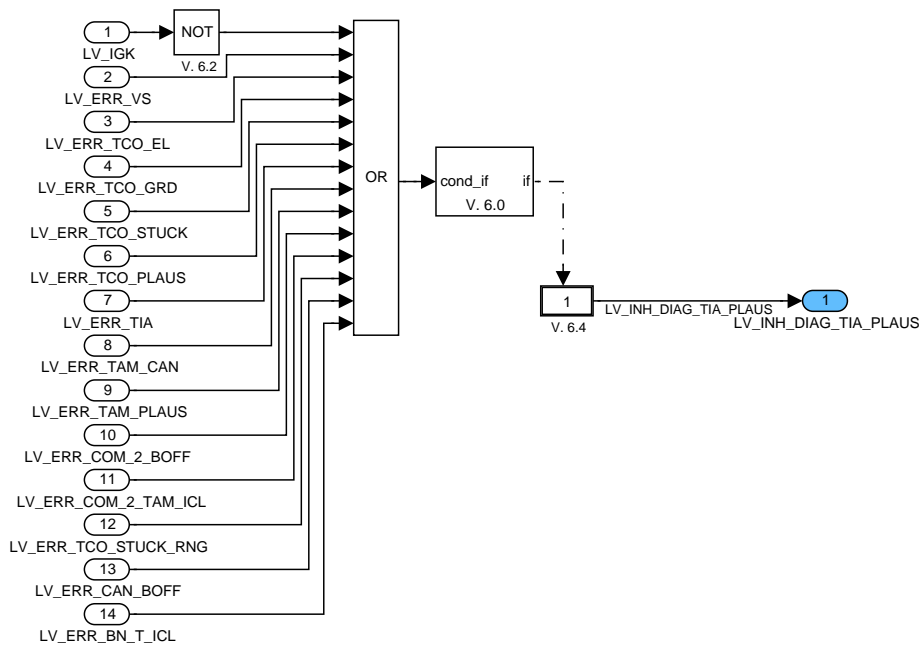 1
NOT
LV_IGK
V. 6.2
2
LV_ERR_VS
3
LV_ERR_TCO_EL
4
LV_ERR_TCO_GRD
5
LV_ERR_TCO_STUCK
6
LV_ERR_TCO_PLAUS
7
LV_ERR_TIA
8
LV_ERR_TAM_CAN
9
LV_ERR_TAM_PLAUS
10
LV_ERR_COM_2_BOFF
11
LV_ERR_COM_2_TAM_ICL
12
LV_ERR_TCO_STUCK_RNG
13
LV_ERR_CAN_BOFF
14
LV_ERR_BN_T_ICL
OR
cond_if if
V. 6.0
1
V. 6.4
LV_INH_DIAG_TIA_PLAUS
1
LV_INH_DIAG_TIA_PLAUS